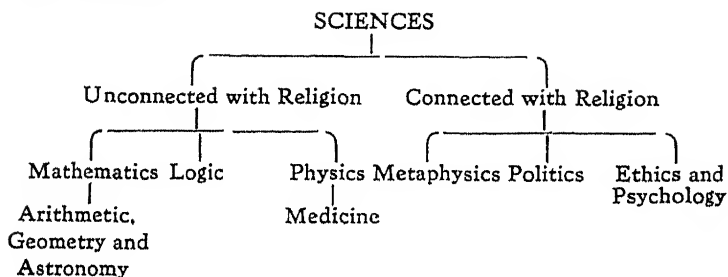 SCIENCES
Unconnected with Religion Connected with Religion
Mathematics Logic Physics Metaphysics Politics Ethics and Psychology
Arithmetic, Geometry and Astronomy
Medicine